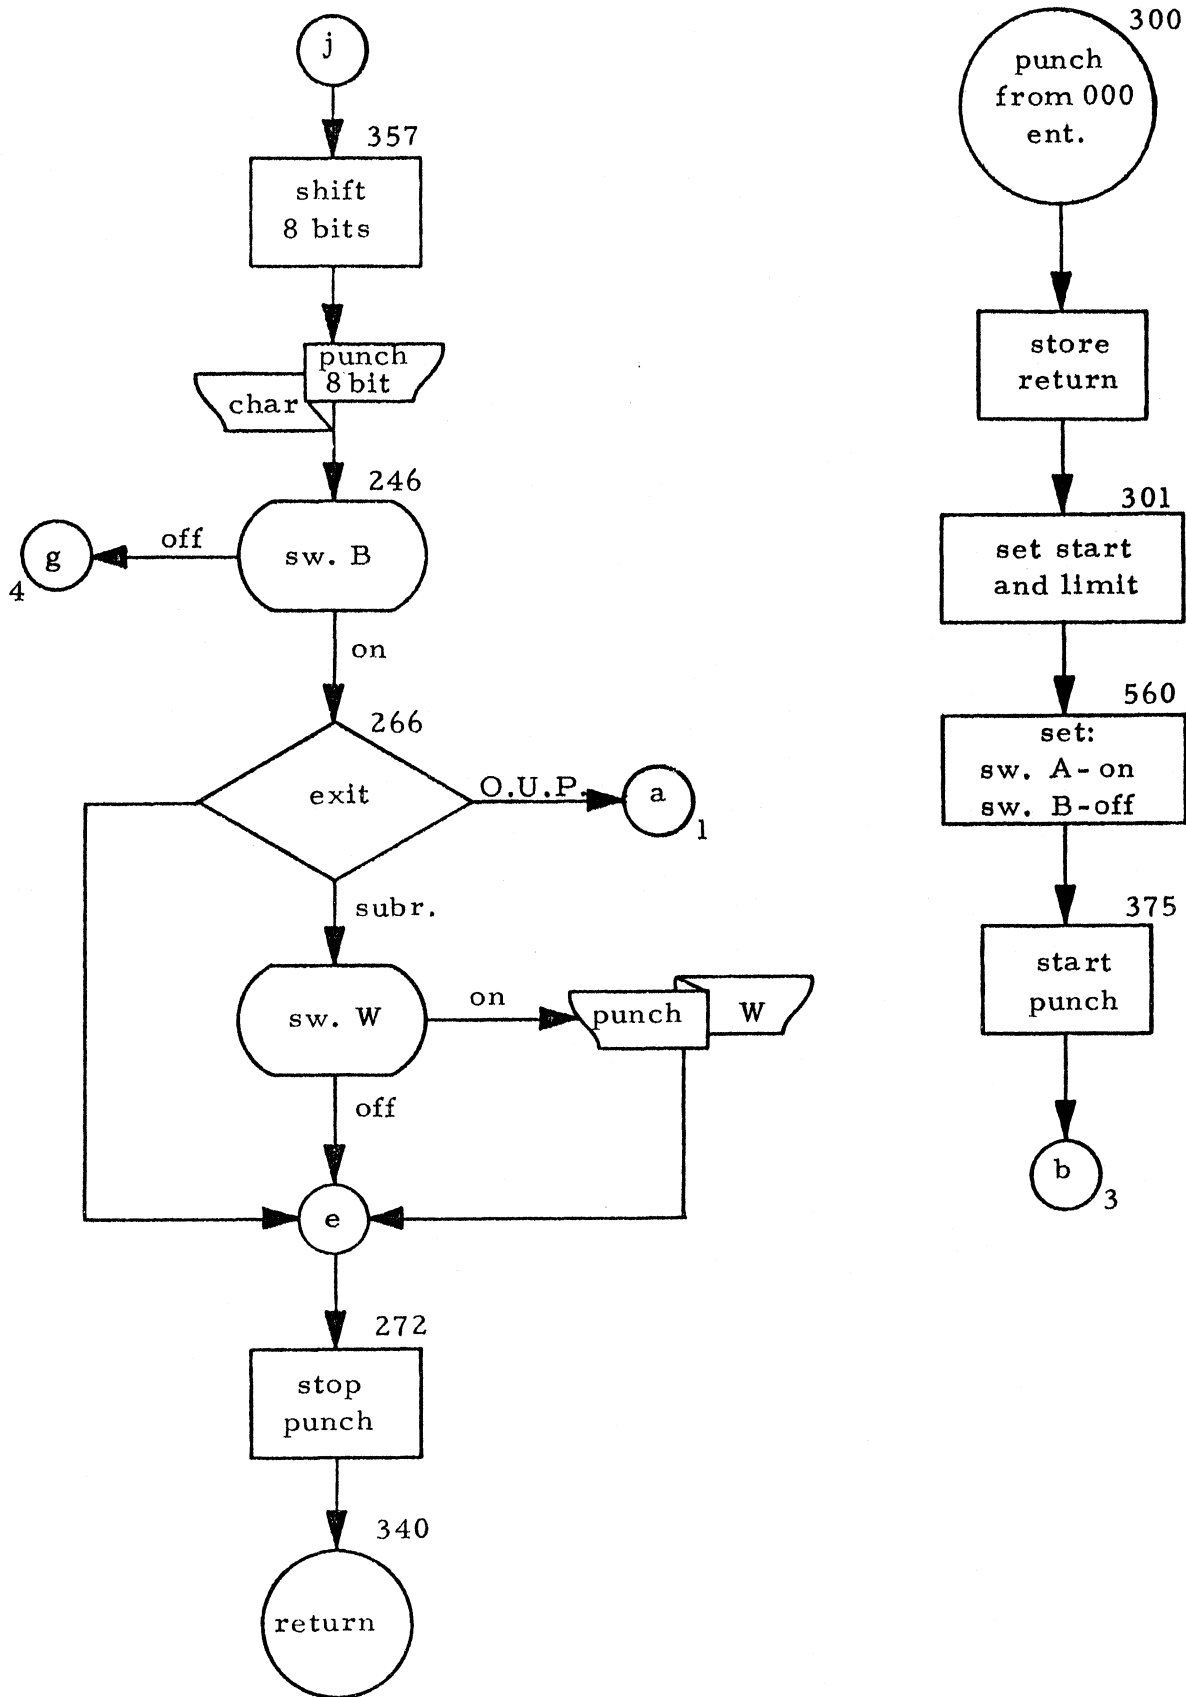 j
357
shift
8 bits
punch
8 bit
char
246
sw. B
off
g
4
on
266
exit
O.U.P.
a
1
subr.
sw. W
on
punch
W
off
e
272
stop
punch
340
return
300
punch
from 000
ent.
store
return
301
set start
and limit
560
set:
sw. A-on
sw. B-off
375
start
punch
b
3